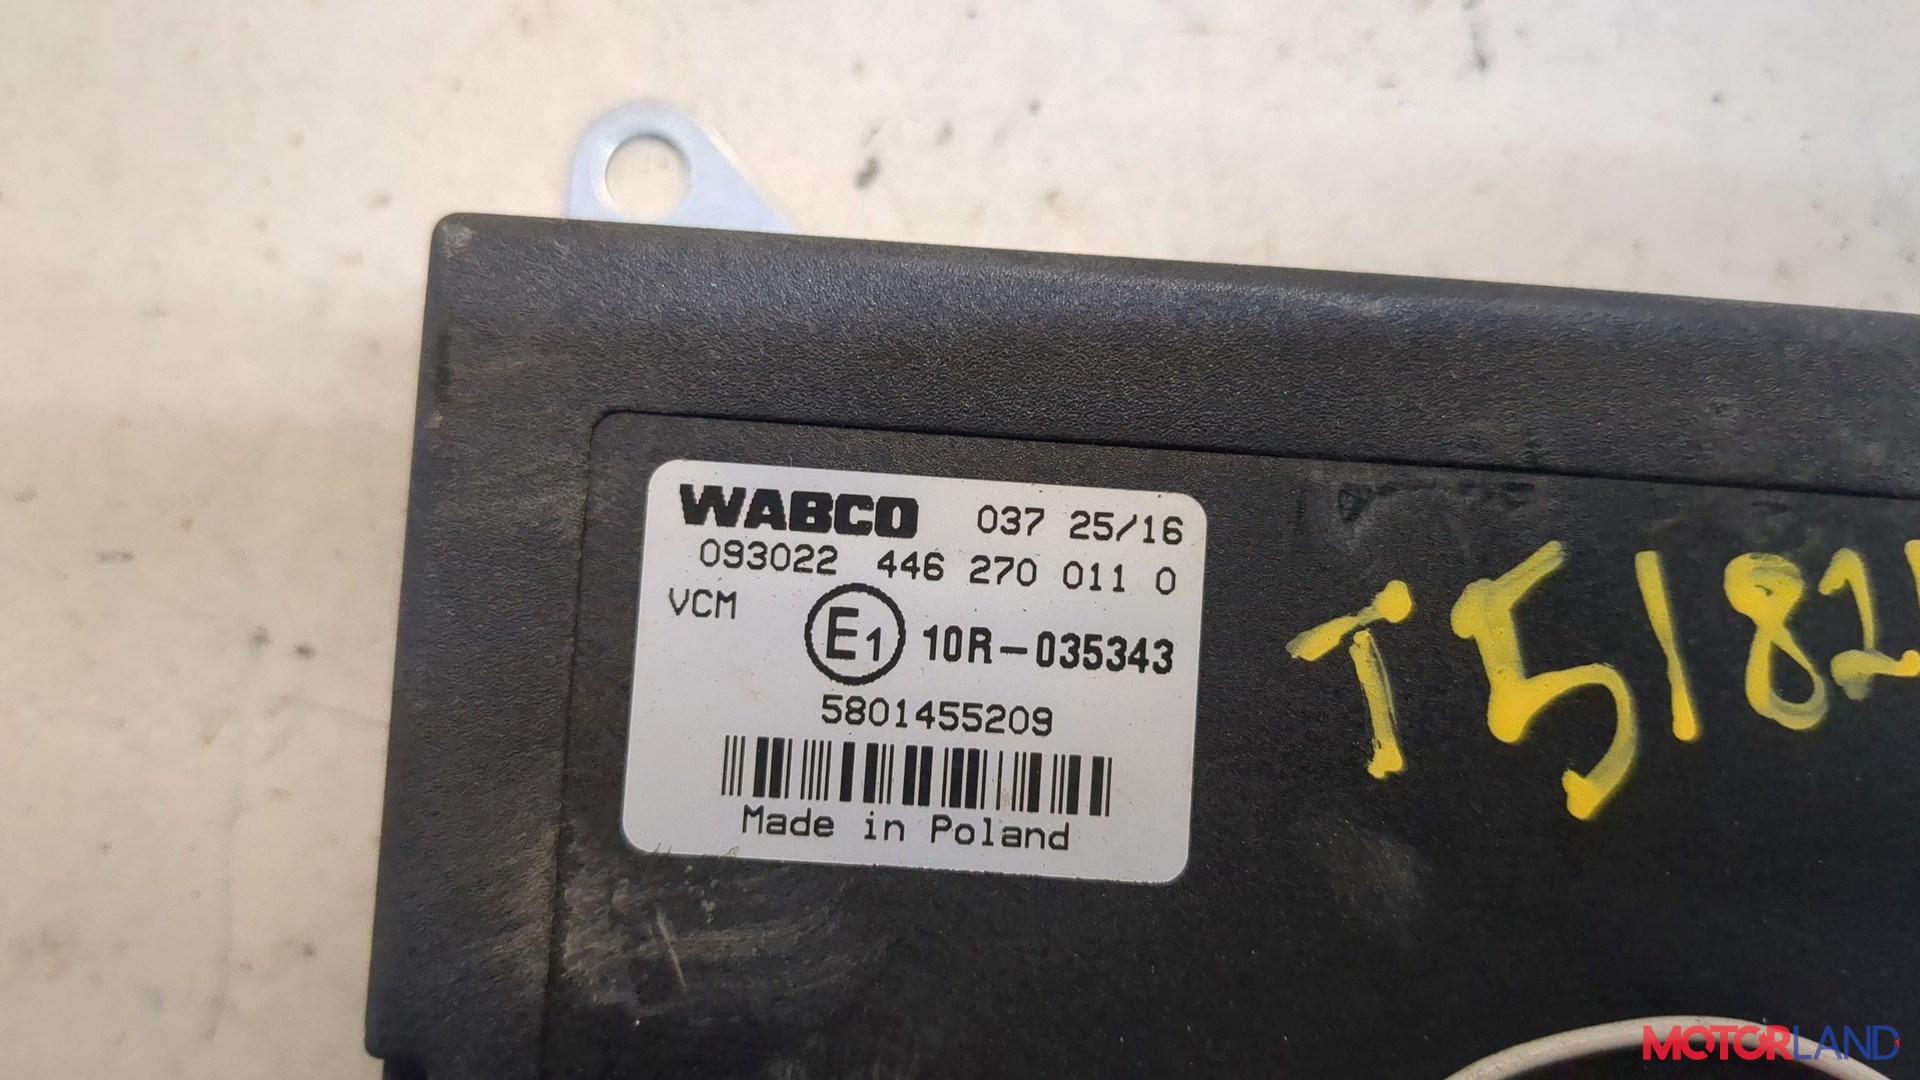 WABCO 037 25/16
093022 446 270 011 0
VCM E1 10R-035343
5801455209
Made in Poland
T5182
MOTORLAND